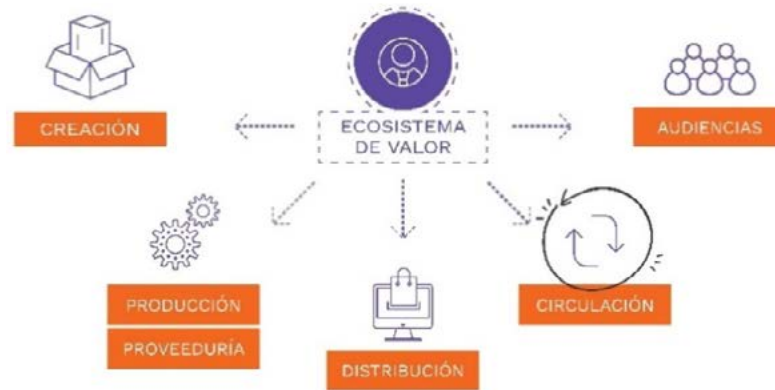 ECOSISTEMA
DE VALOR
CREACIÓN
AUDIENCIAS
PRODUCCIÓN
PROVEEDURÍA
DISTRIBUCIÓN
CIRCULACIÓN